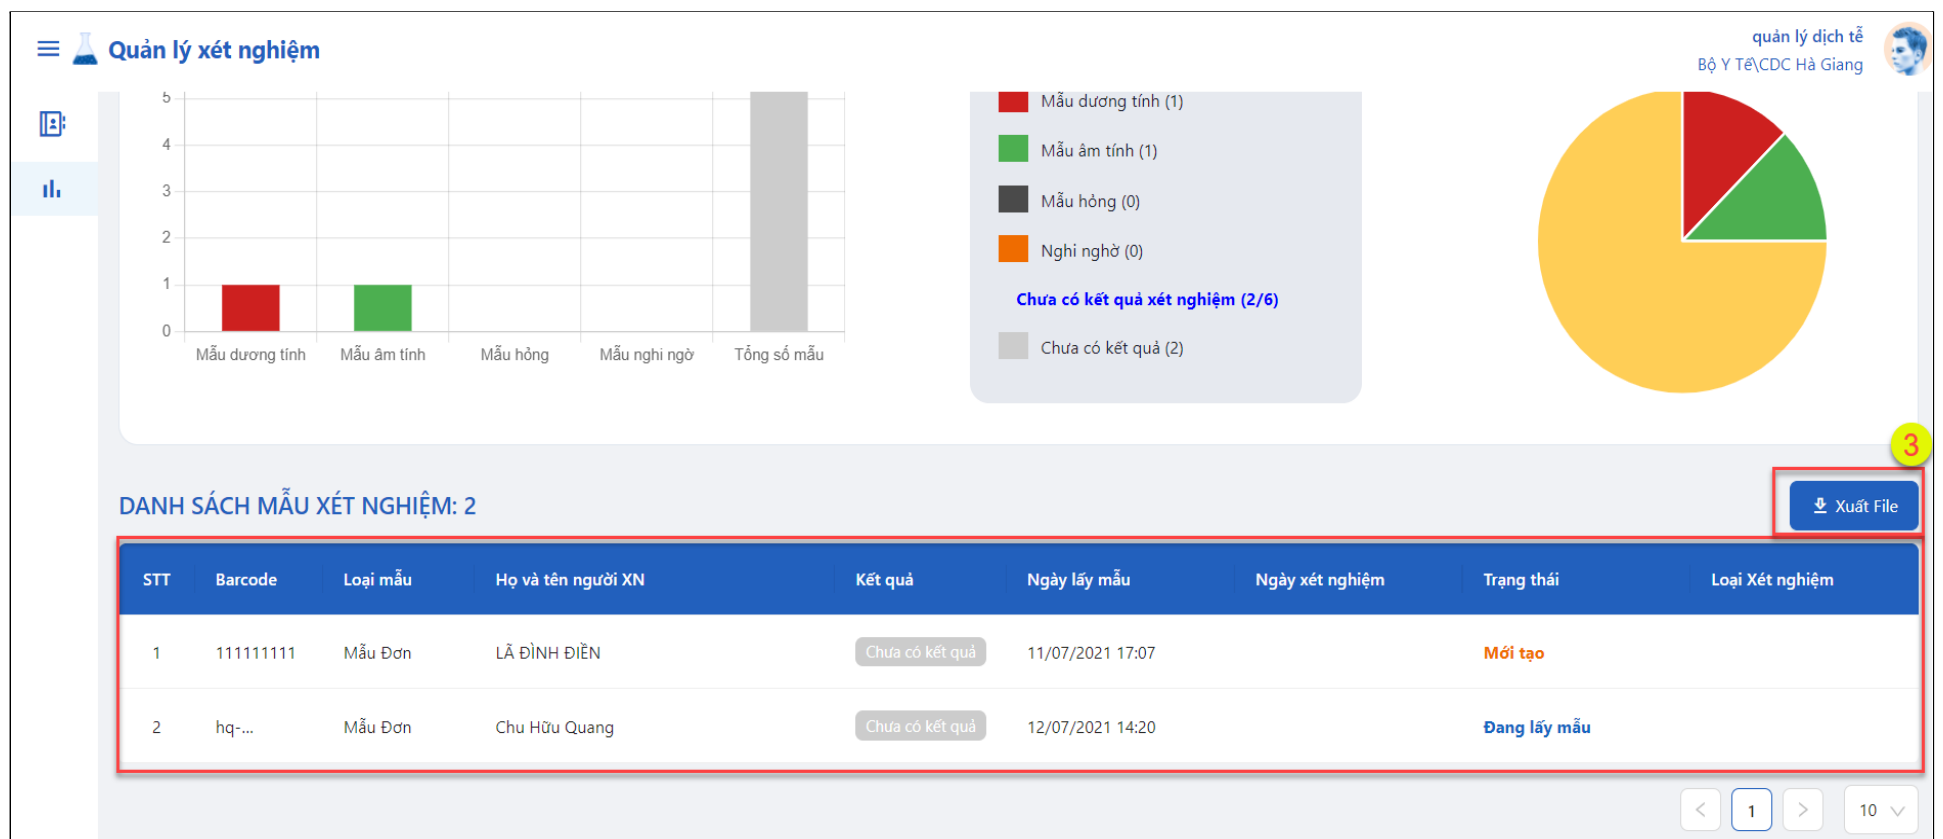 Quản lý xét nghiệm
quản lý dịch tễ
Bộ Y Tế\CDC Hà Giang
5
4
3
2
1
0
Mẫu dương tính
Mẫu âm tính
Mẫu hỏng
Mẫu nghi ngờ
Tổng số mẫu
Mẫu dương tính (1)
Mẫu âm tính (1)
Mẫu hỏng (0)
Nghi nghờ (0)
Chưa có kết quả xét nghiệm (2/6)
Chưa có kết quả (2)
3
DANH SÁCH MẪU XÉT NGHIỆM: 2
Xuất File
STT Barcode Loại mẫu Họ và tên người XN Kết quả Ngày lấy mẫu Ngày xét nghiệm Trạng thái Loại Xét nghiệm
1 111111111 Mẫu Đơn LÃ ĐÌNH ĐIỀN Chưa có kết quả 11/07/2021 17:07 Mới tạo
2 hq-... Mẫu Đơn Chu Hữu Quang Chưa có kết quả 12/07/2021 14:20 Đang lấy mẫu
< 1 > 10